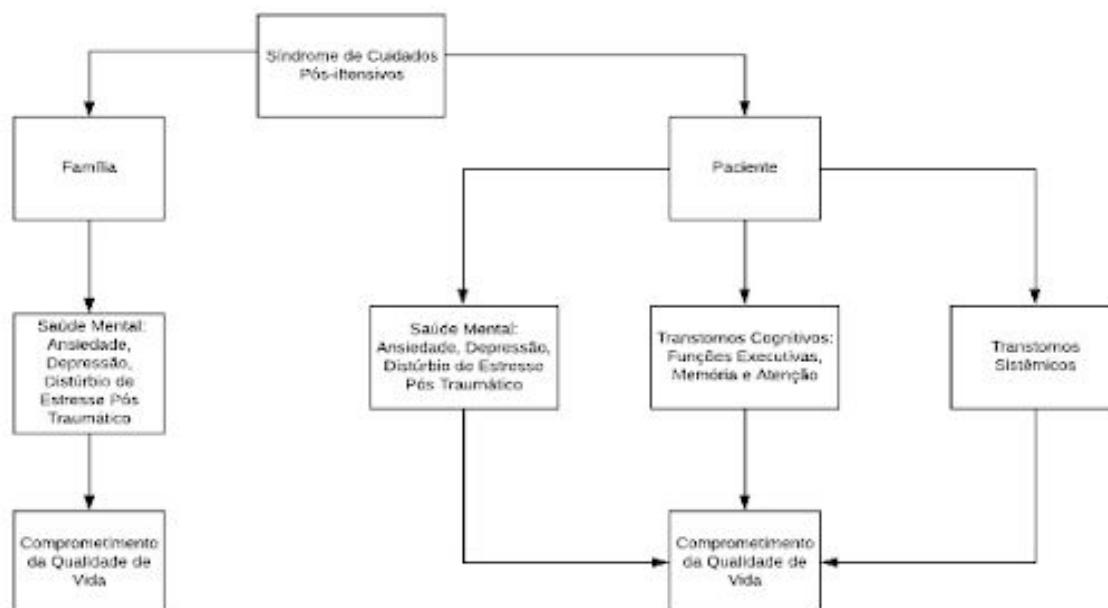 Síndrome de Cuidados
Pós-iftensivos
Família
Paciente
Saúde Mental:
Ansiedade,
Depressão,
Distúrbio de
Estresse Pós
Traumático
Saúde Mental:
Ansiedade, Depressão,
Distúrbio de Estresse
Pós Traumático
Transtornos Cognitivos:
Funções Executivas,
Memória e Atenção
Transtornos
Sistêmicos
Comprometimento
da Qualidade de
Vida
Comprometimento
da Qualidade de
Vida